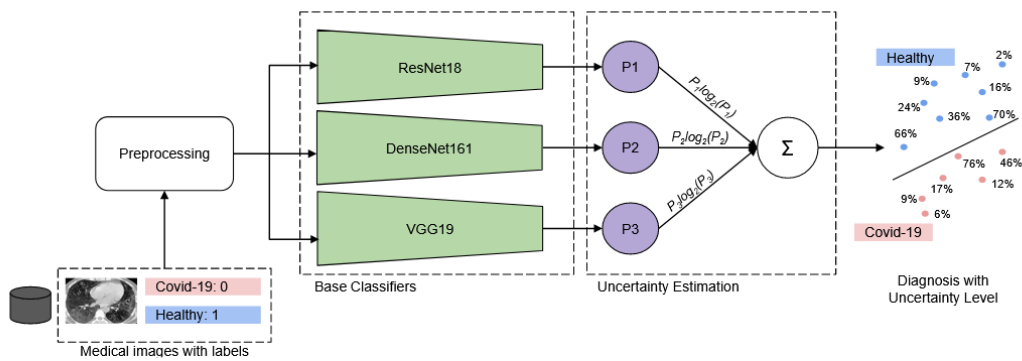 Preprocessing
Covid-19: 0
Healthy: 1
Medical images with labels
ResNet18
DenseNet161
VGG19
Base Classifiers
P1
P2
P3
P₁log₂(P₁)
P₂log₂(P₂)
P₃log₂(P₃)
Σ
Uncertainty Estimation
Healthy
2%
7%
9%
16%
24%
36%
70%
66%
76%
46%
17%
12%
9%
6%
Covid-19
Diagnosis with
Uncertainty Level